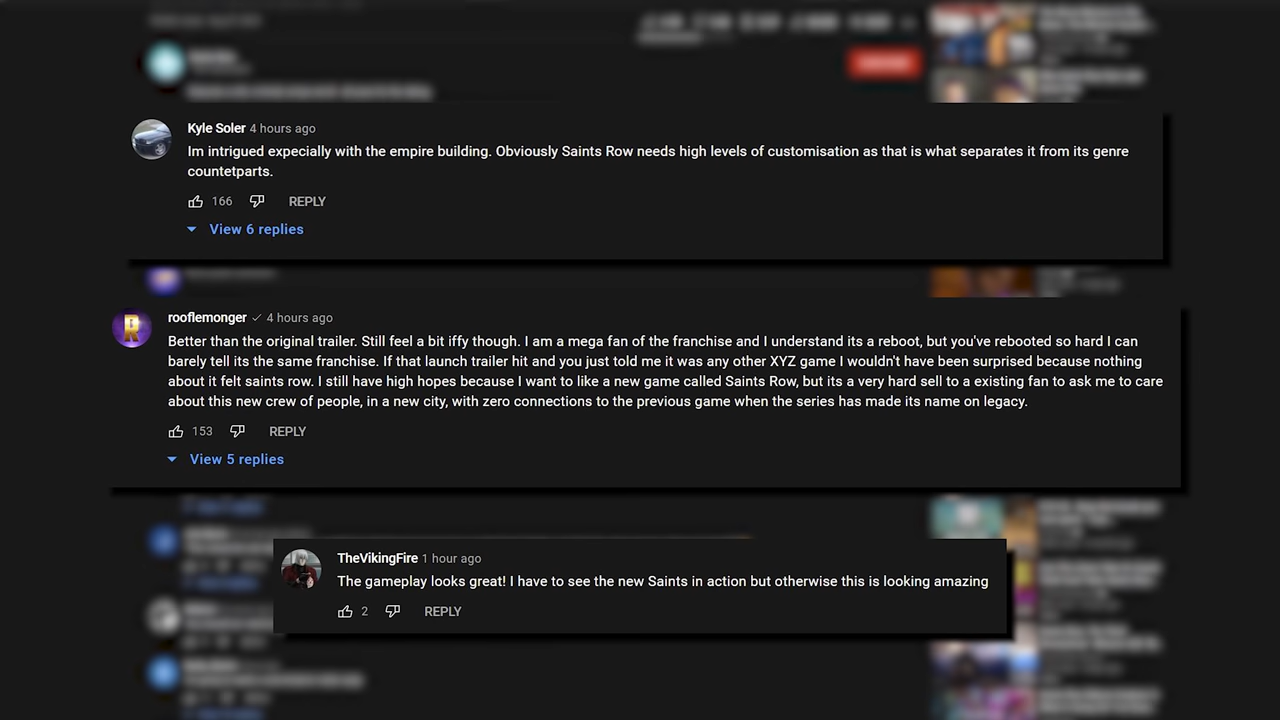 Kyle Soler 4 hours ago
Im intrigued expecially with the empire building. Obviously Saints Row needs high levels of customisation as that is what separates it from its genre
countetparts.
166 REPLY
View 6 replies
rooflemonger 4 hours ago
Better than the original trailer. Still feel a bit iffy though. I am a mega fan of the franchise and I understand its a reboot, but you've rebooted so hard I can
barely tell its the same franchise. If that launch trailer hit and you just told me it was any other XYZ game I wouldn't have been surprised because nothing
about it felt saints row. I still have high hopes because I want to like a new game called Saints Row, but its a very hard sell to a existing fan to ask me to care
about this new crew of people, in a new city, with zero connections to the previous game when the series has made its name on legacy.
153 REPLY
View 5 replies
TheVikingFire 1 hour ago
The gameplay looks great! I have to see the new Saints in action but otherwise this is looking amazing
2 REPLY